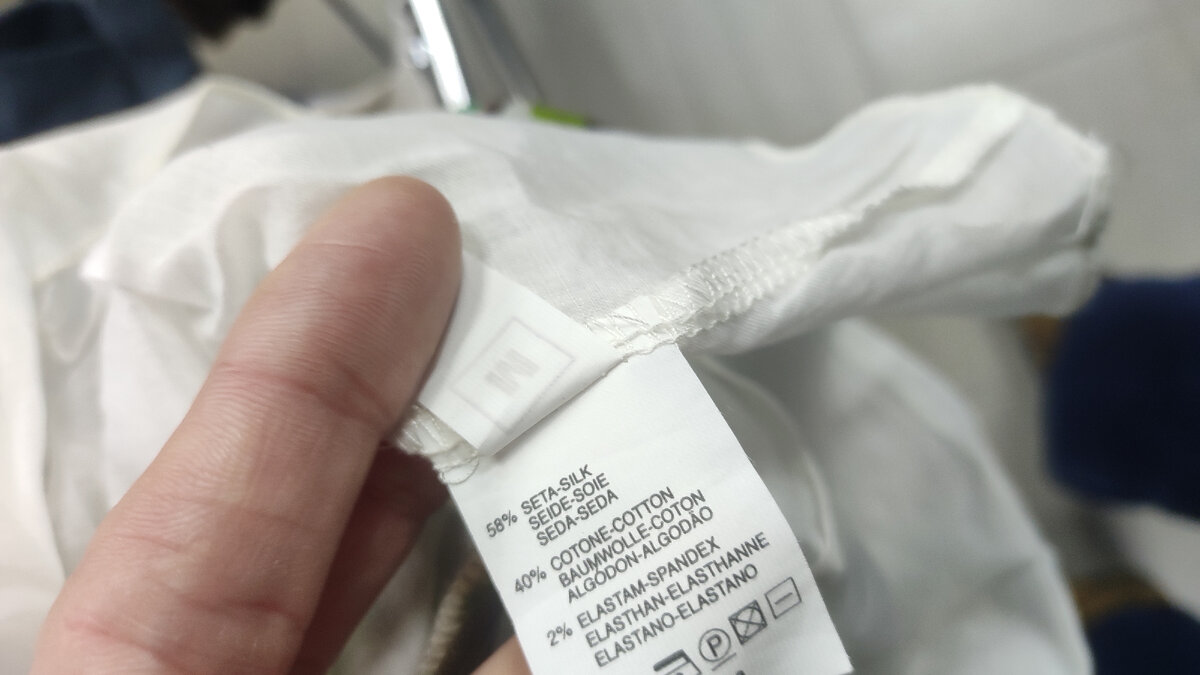 M
58% SETA-SILK
SEIDE-SOIE
SEDA-SEDA
40% COTONE-COTTON
BAUMWOLLE-COTON
ALGÓDON-ALGODÃO
2% ELASTAM-SPANDEX
ELASTHAN-ELASTHANNE
ELASTANO-ELASTANO
P